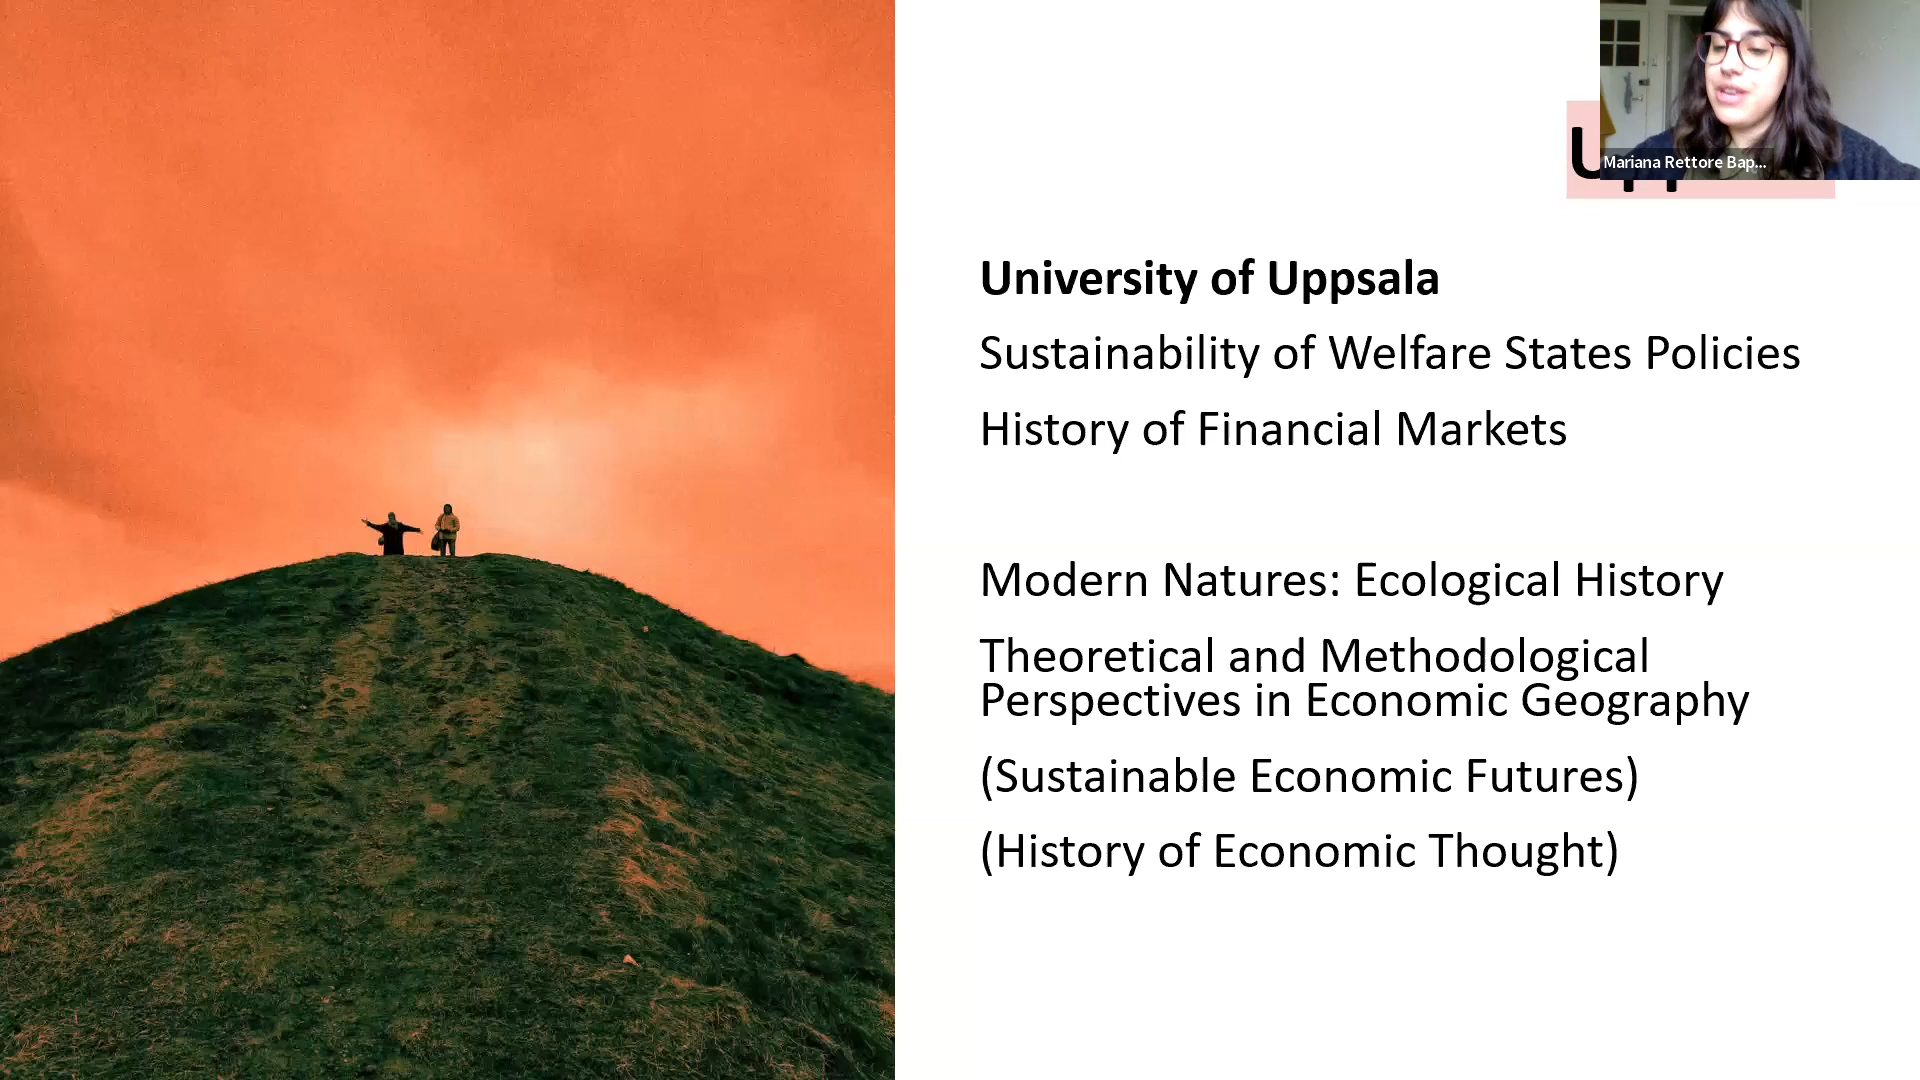 Mariana Rettore Bap...
University of Uppsala
Sustainability of Welfare States Policies
History of Financial Markets
Modern Natures: Ecological History
Theoretical and Methodological
Perspectives in Economic Geography
(Sustainable Economic Futures)
(History of Economic Thought)